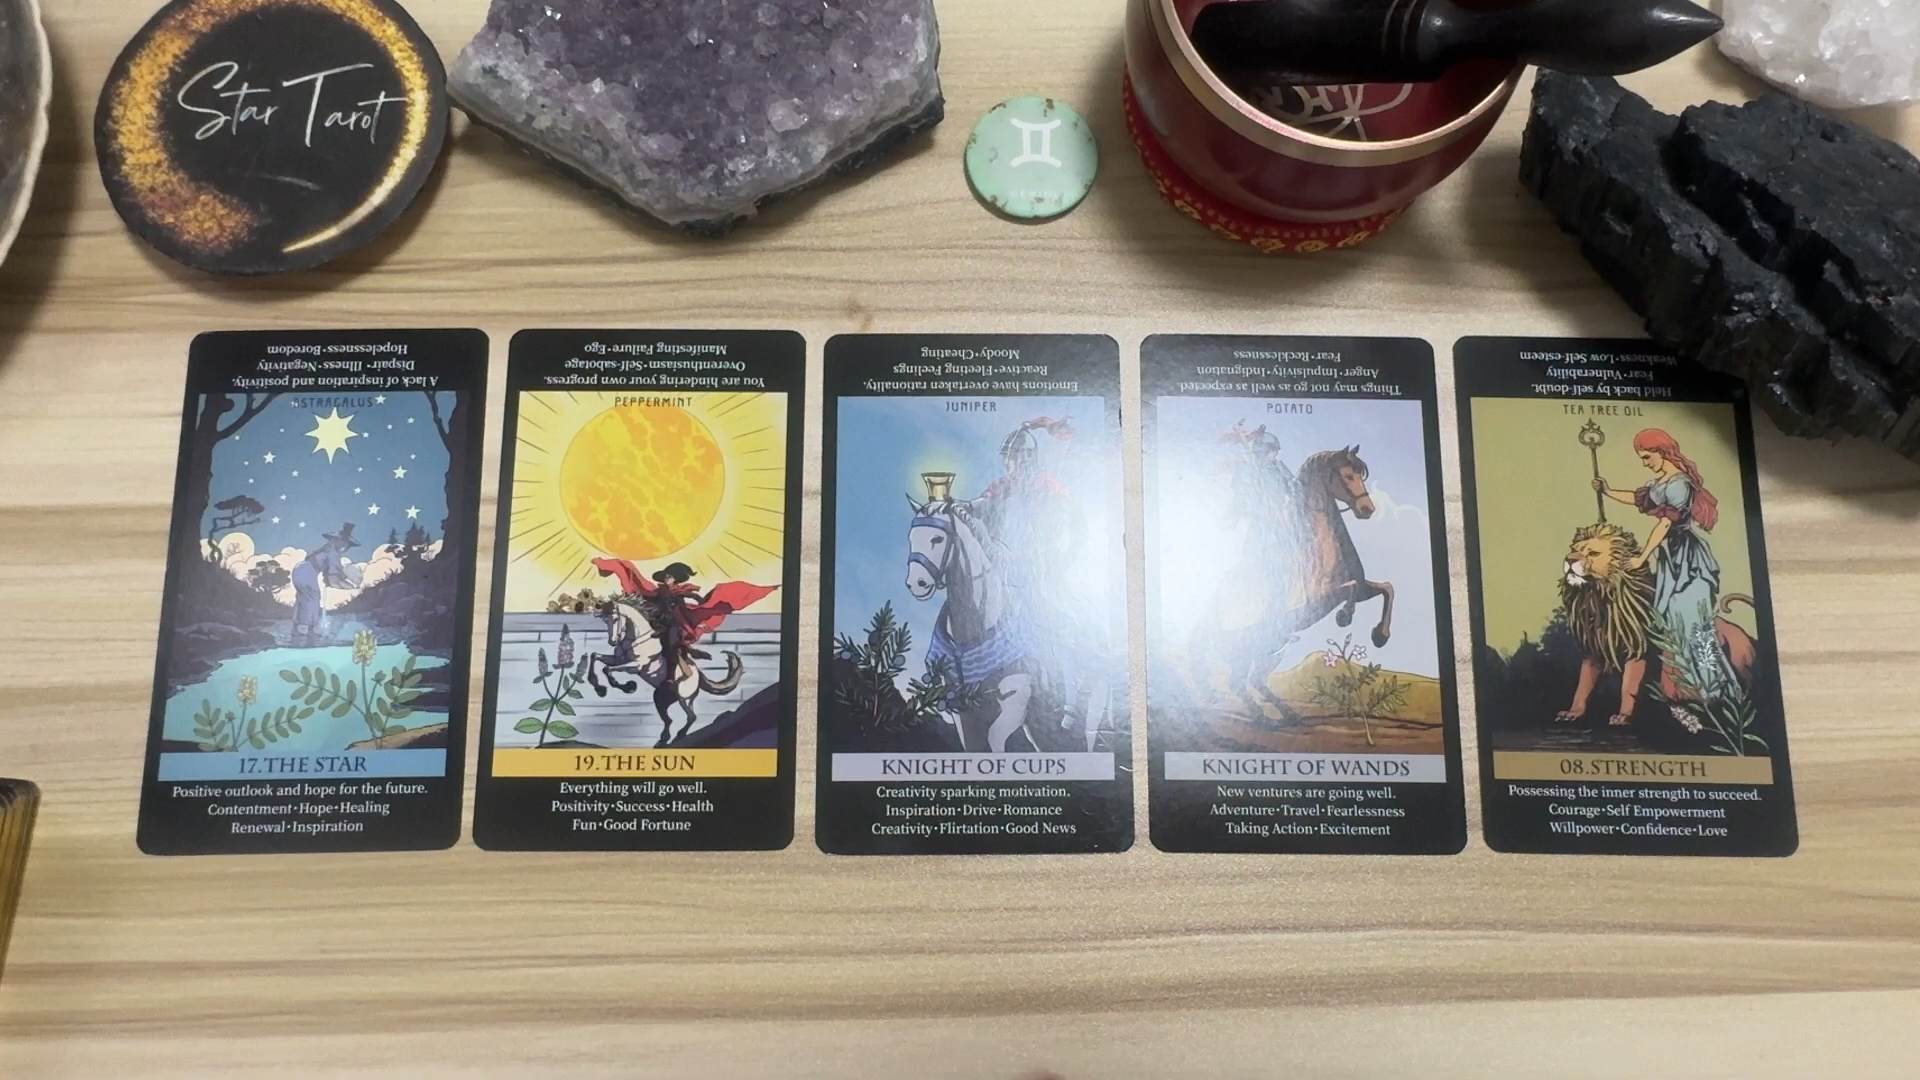 Star Tarot
GEMINI
A lack of inspiration and positivity.
Dispair•Illness•Negativity
Hopelessness•Boredom
ASTRAGALUS
17.THE STAR
Positive outlook and hope for the future.
Contentment•Hope•Healing
Renewal•Inspiration
You are hindering your own progress.
Overenthusiasm•Self-sabotage
Manifesting Failure•Ego
PEPPERMINT
19.THE SUN
Everything will go well.
Positivity•Success•Health
Fun•Good Fortune
Emotions have overtaken rationality.
Reactive•Fleeting Feelings
Moody•Cheating
JUNIPER
KNIGHT OF CUPS
Creativity sparking motivation.
Inspiration•Drive•Romance
Creativity•Flirtation•Good News
Things may not go as well as expected.
Anger•Impulsivity•Indignation
Fear•Recklessness
POTATO
KNIGHT OF WANDS
New ventures are going well.
Adventure•Travel•Fearlessness
Taking Action•Excitement
Held back by self-doubt.
Fear•Vulnerability
Weakness•Low Self-esteem
TEA TREE OIL
08.STRENGTH
Possessing the inner strength to succeed.
Courage•Self Empowerment
Willpower•Confidence•Love